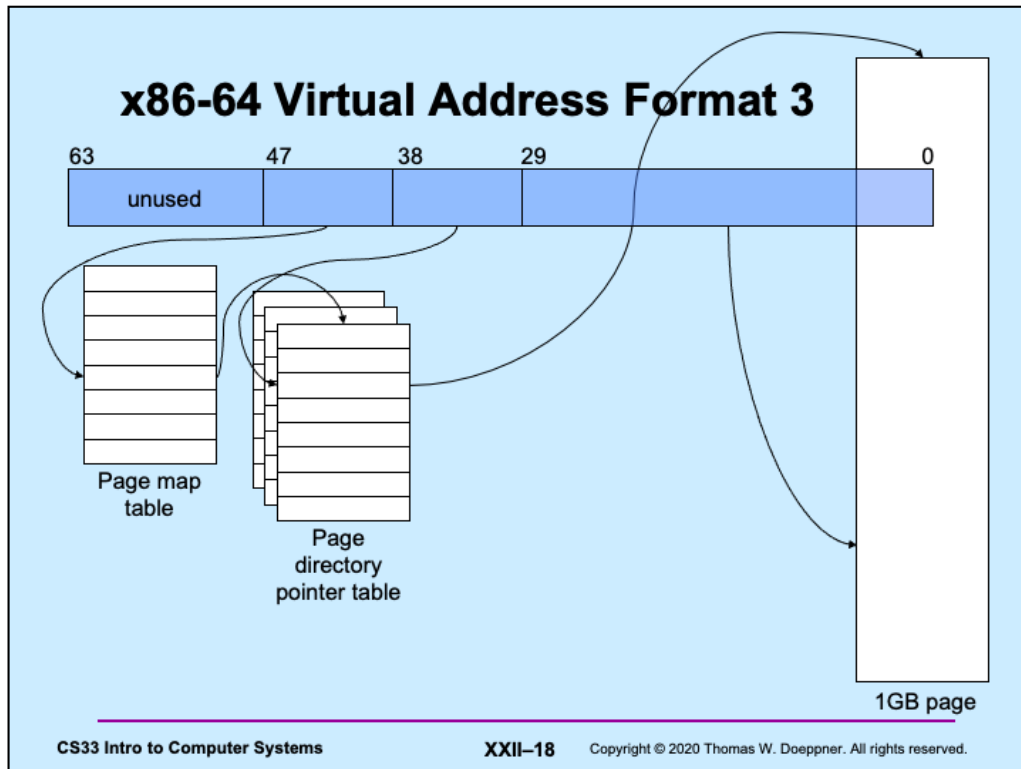 x86-64 Virtual Address Format 3
63 47 38 29 0
unused
Page map
table
Page
directory
pointer table
1GB page
CS33 Intro to Computer Systems XXII–18 Copyright © 2020 Thomas W. Doeppner. All rights reserved.